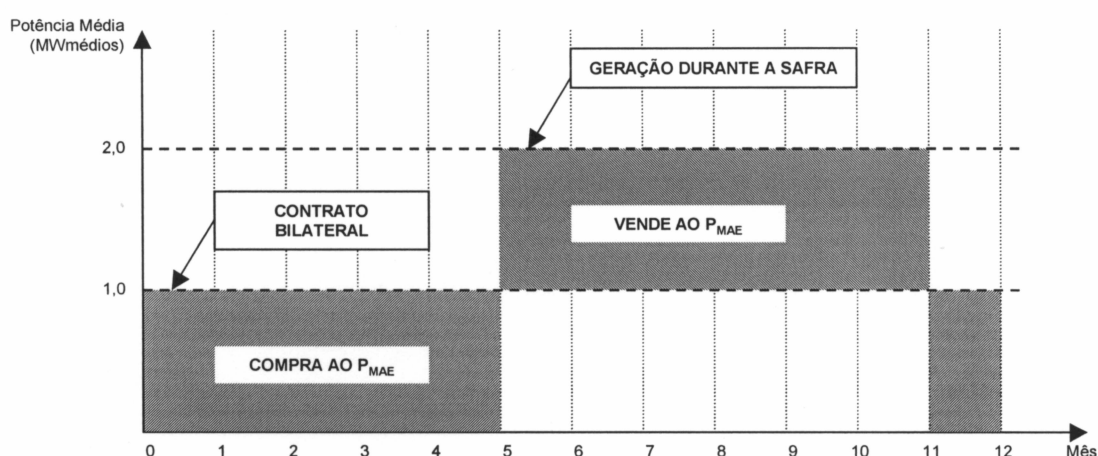 Potência Média
(MWmédios)
GERAÇÃO DURANTE A SAFRA
2,0
CONTRATO
BILATERAL
VENDE AO PMAE
1,0
COMPRA AO PMAE
0 1 2 3 4 5 6 7 8 9 10 11 12 Mês